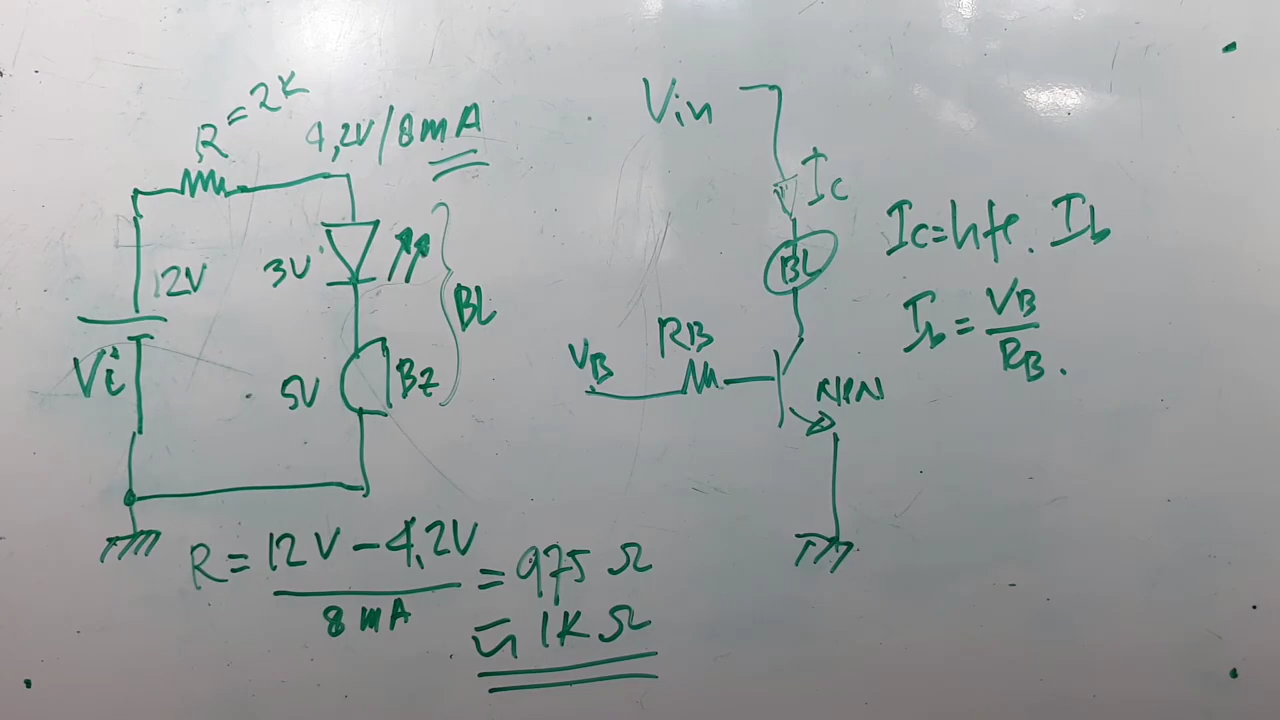 R = 2K
4,2V/8mA
12V
Vi
3V
5V
BZ
BL
R = 12V - 4,2V / 8mA = 975 Ω
≈ 1K Ω
Vin
Ic
BL
VB
RB
NPN
Ic = hfe . Ib
Ib = VB / RB .